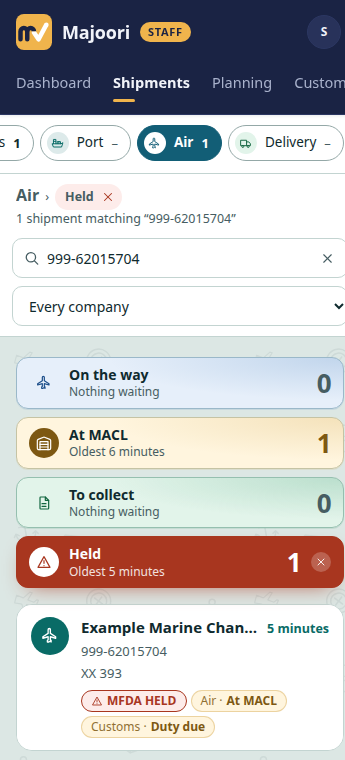 Majoori STAFF S
Dashboard Shipments Planning Custom
s 1 Port – Air 1 Delivery –
Air › Held ×
1 shipment matching “999-62015704”
999-62015704 ×
Every company
On the way
Nothing waiting
0
At MACL
Oldest 6 minutes
1
To collect
Nothing waiting
0
Held
Oldest 5 minutes
1 ×
Example Marine Chan… 5 minutes
999-62015704
XX 393
MFDA HELD Air · At MACL
Customs · Duty due